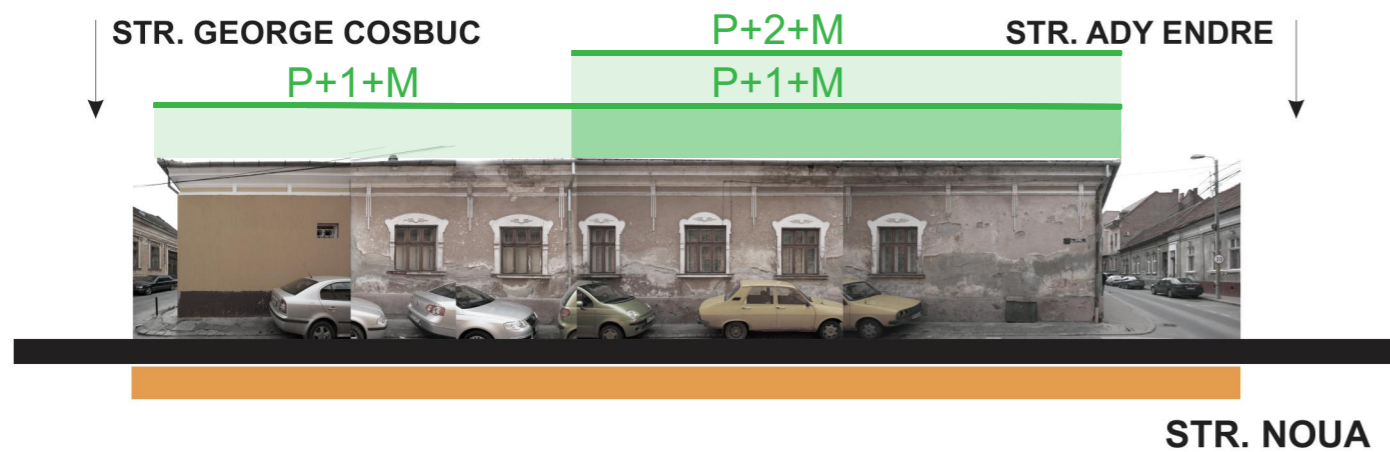 STR. GEORGE COSBUC
P+2+M
STR. ADY ENDRE
P+1+M
P+1+M
STR. NOUA